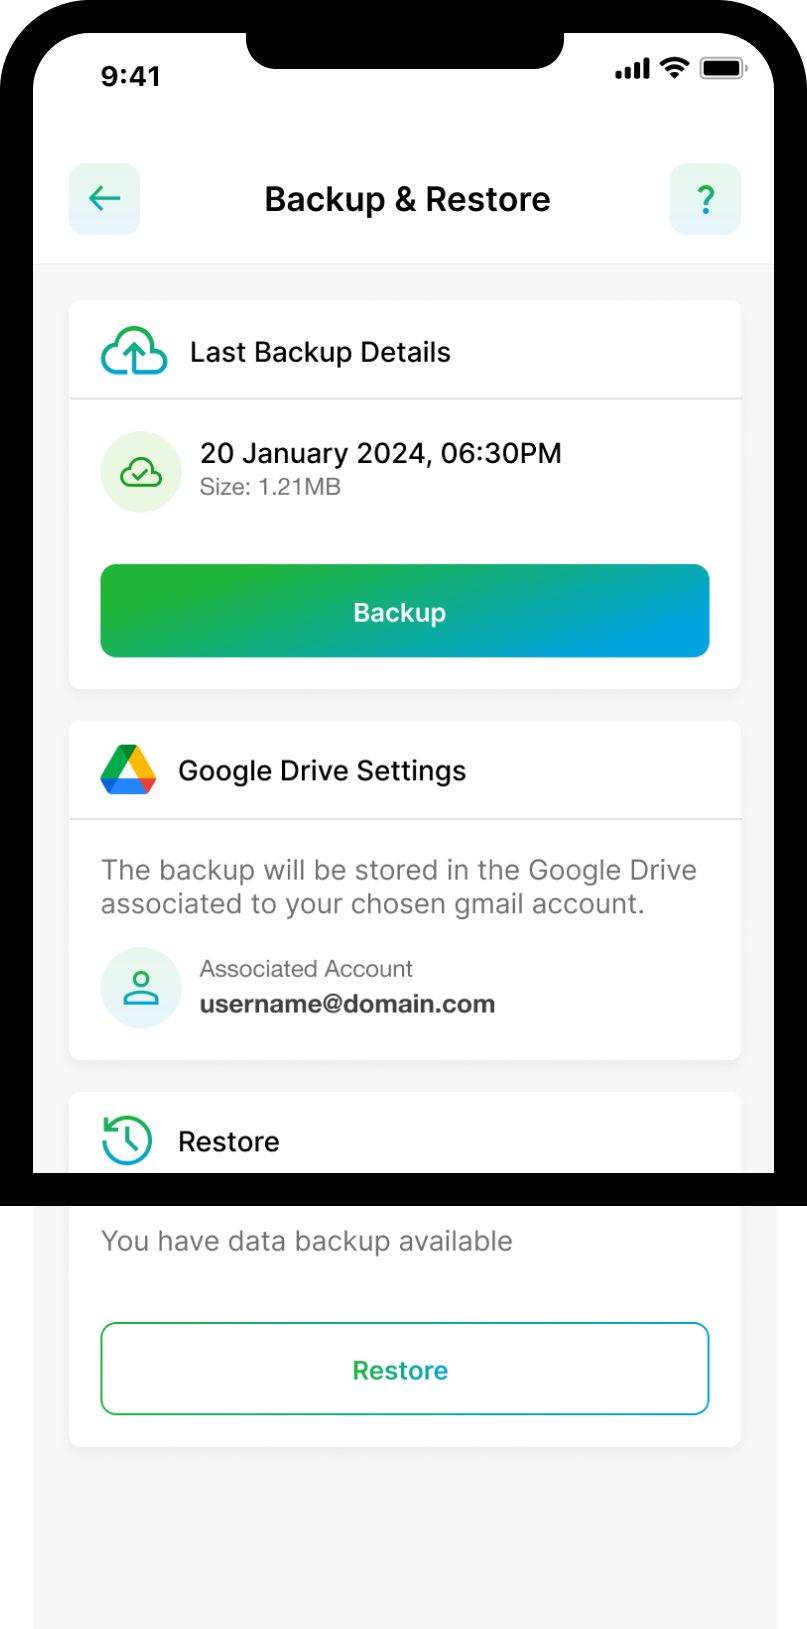 9:41
Backup & Restore
?
Last Backup Details
20 January 2024, 06:30PM
Size: 1.21MB
Backup
Google Drive Settings
The backup will be stored in the Google Drive
associated to your chosen gmail account.
Associated Account
username@domain.com
Restore
You have data backup available
Restore